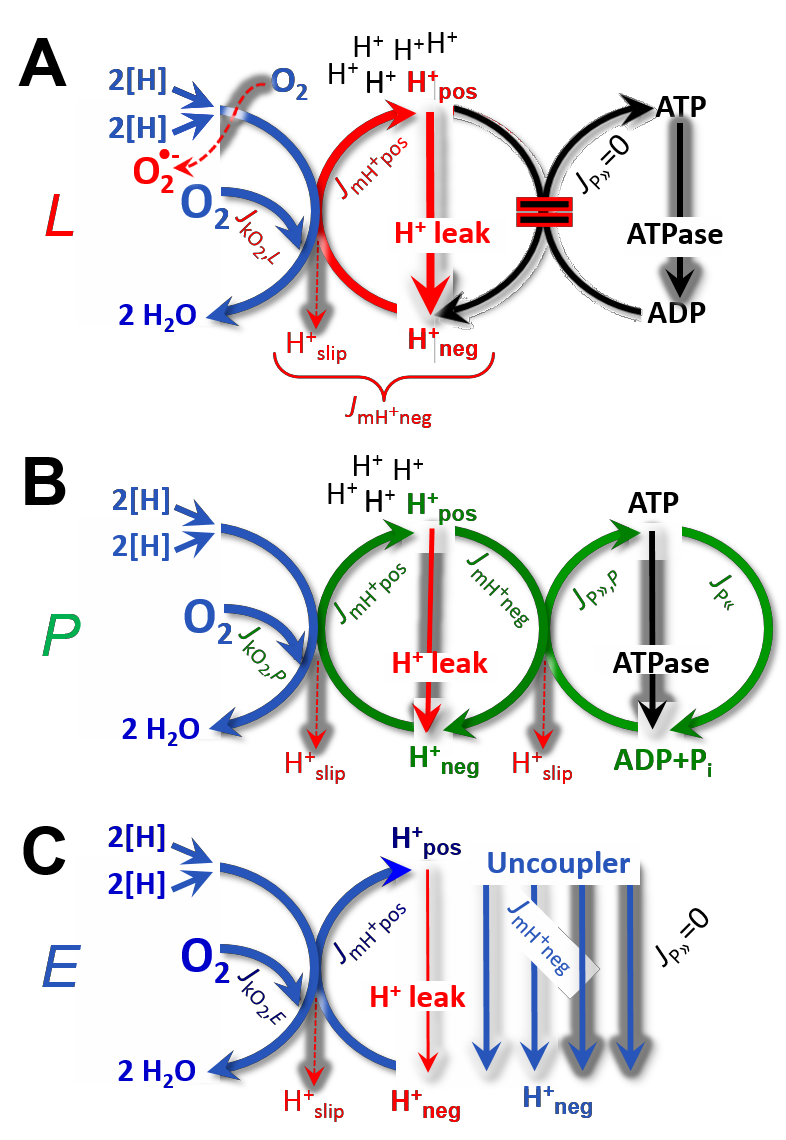 A
H⁺ H⁺ H⁺
H⁺ H⁺ H⁺pos
2[H]
O₂
2[H]
O₂•-
ATP
L
O₂
JkO₂,L
JmH⁺pos
JP»=0
H⁺ leak
ATPase
2 H₂O
H⁺slip
H⁺neg
ADP
JmH⁺neg
B
H⁺ H⁺
H⁺ H⁺ H⁺pos
ATP
2[H]
2[H]
P
O₂
JkO₂,P
JmH⁺pos
JmH⁺neg
JP»,P
JP«
H⁺ leak
ATPase
2 H₂O
H⁺slip
H⁺neg
H⁺slip
ADP+Pi
C
2[H]
H⁺pos
2[H]
Uncoupler
E
O₂
JkO₂,E
JmH⁺pos
JmH⁺neg
JP»=0
H⁺ leak
2 H₂O
H⁺slip
H⁺neg
H⁺neg